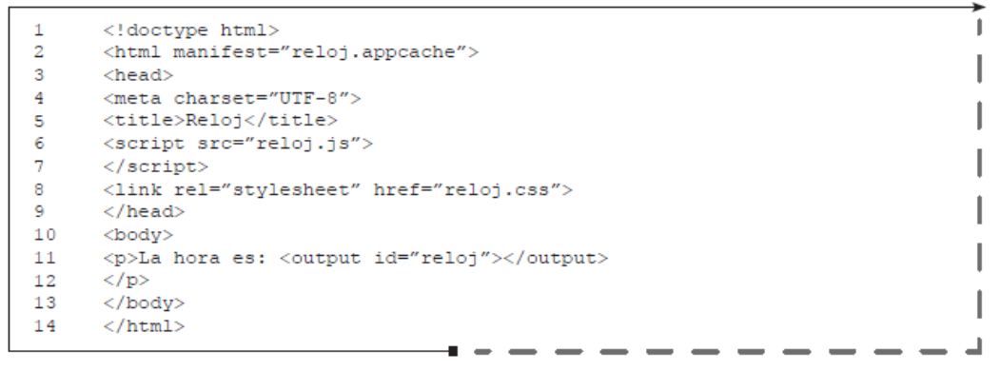 1 <!doctype html>
2 <html manifest="reloj.appcache">
3 <head>
4 <meta charset="UTF-8">
5 <title>Reloj</title>
6 <script src="reloj.js">
7 </script>
8 <link rel="stylesheet" href="reloj.css">
9 </head>
10 <body>
11 <p>La hora es: <output id="reloj"></output>
12 </p>
13 </body>
14 </html>